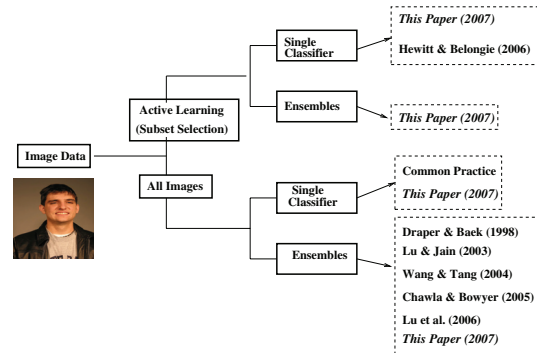 This Paper (2007)
Single
Classifier
Hewitt & Belongie (2006)
Active Learning
(Subset Selection)
Ensembles
This Paper (2007)
Image Data
All Images
Single
Classifier
Common Practice
This Paper (2007)
Ensembles
Draper & Baek (1998)
Lu & Jain (2003)
Wang & Tang (2004)
Chawla & Bowyer (2005)
Lu et al. (2006)
This Paper (2007)